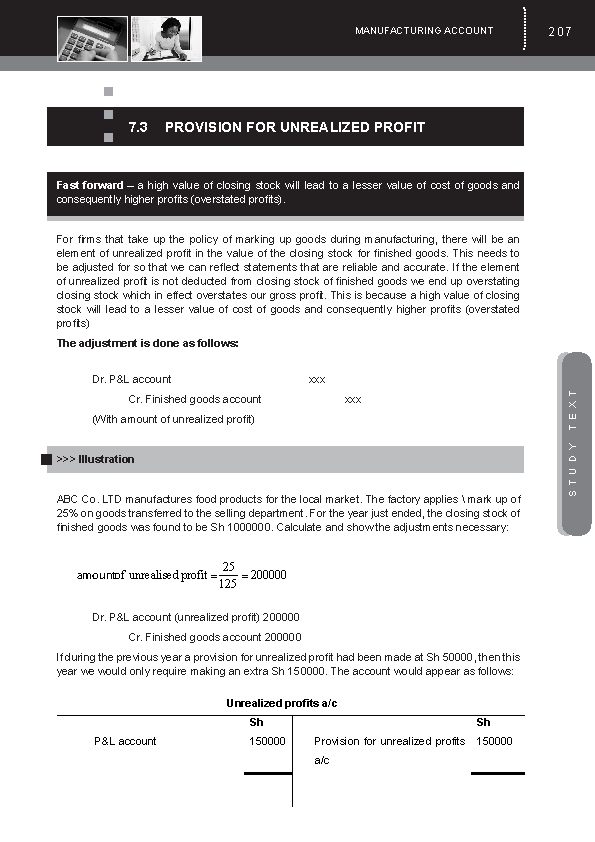 MANUFACTURING ACCOUNT 207
7.3 PROVISION FOR UNREALIZED PROFIT
Fast forward – a high value of closing stock will lead to a lesser value of cost of goods and
consequently higher profits (overstated profits).
For firms that take up the policy of marking up goods during manufacturing, there will be an
element of unrealized profit in the value of the closing stock for finished goods. This needs to
be adjusted for so that we can reflect statements that are reliable and accurate. If the element
of unrealized profit is not deducted from closing stock of finished goods we end up overstating
closing stock which in effect overstates our gross profit. This is because a high value of closing
stock will lead to a lesser value of cost of goods and consequently higher profits (overstated
profits)
The adjustment is done as follows:
Dr. P&L account xxx
Cr. Finished goods account xxx
(With amount of unrealized profit)
>>> Illustration
ABC Co. LTD manufactures food products for the local market. The factory applies \ mark up of
25% on goods transferred to the selling department. For the year just ended, the closing stock of
finished goods was found to be Sh 1000000. Calculate and show the adjustments necessary:
amount of unrealised profit = 25/125 = 200000
Dr. P&L account (unrealized profit) 200000
Cr. Finished goods account 200000
If during the previous year a provision for unrealized profit had been made at Sh 50000, then this
year we would only require making an extra Sh 150000. The account would appear as follows:
Unrealized profits a/c
Sh Sh
P&L account 150000 Provision for unrealized profits 150000
a/c
STUDY TEXT